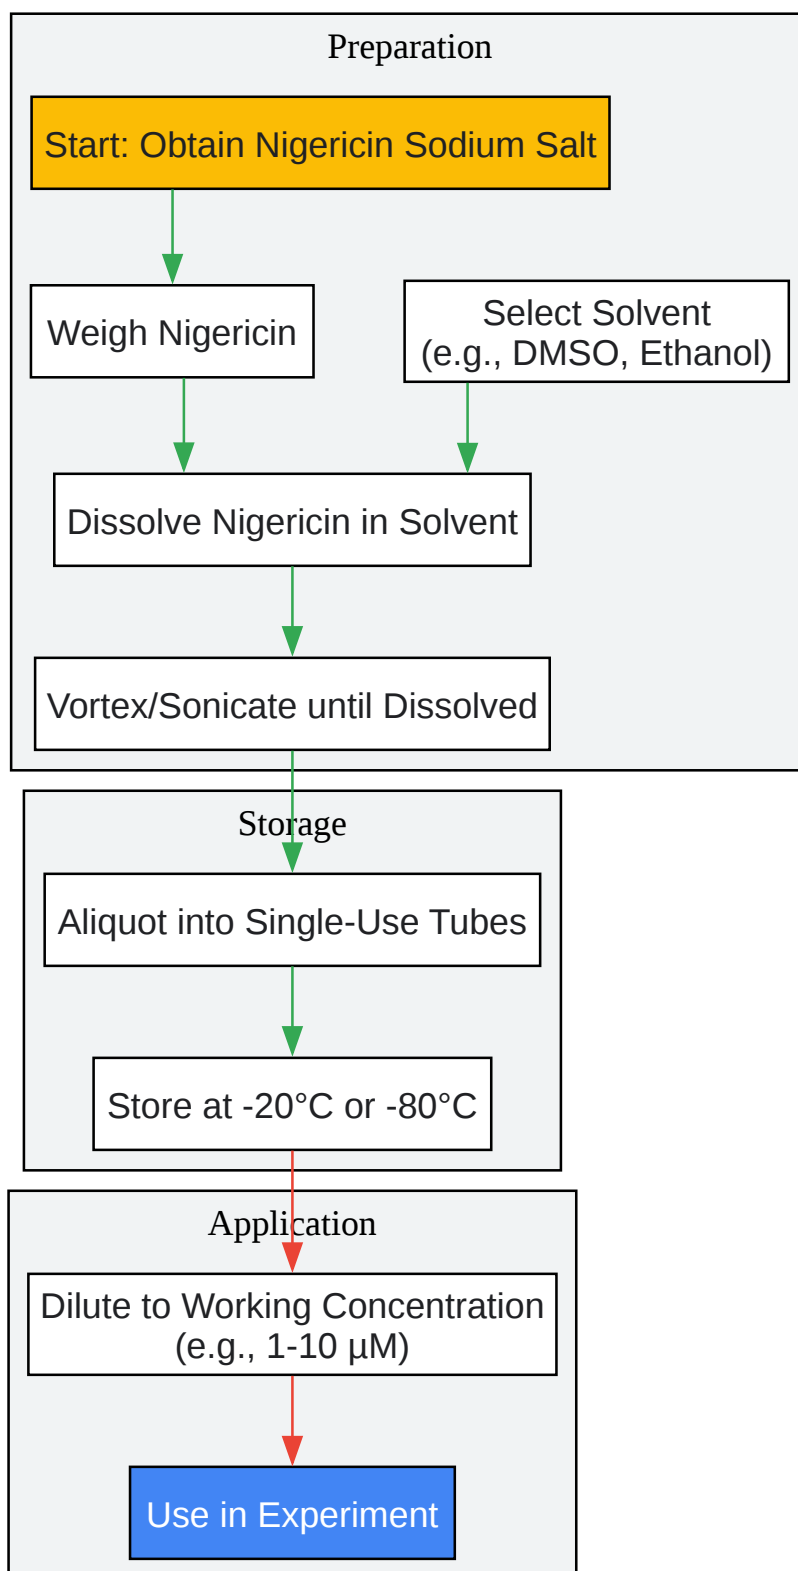 Preparation
Start: Obtain Nigericin Sodium Salt
Weigh Nigericin
Select Solvent
(e.g., DMSO, Ethanol)
Dissolve Nigericin in Solvent
Vortex/Sonicate until Dissolved
Storage
Aliquot into Single-Use Tubes
Store at -20°C or -80°C
Application
Dilute to Working Concentration
(e.g., 1-10 µM)
Use in Experiment